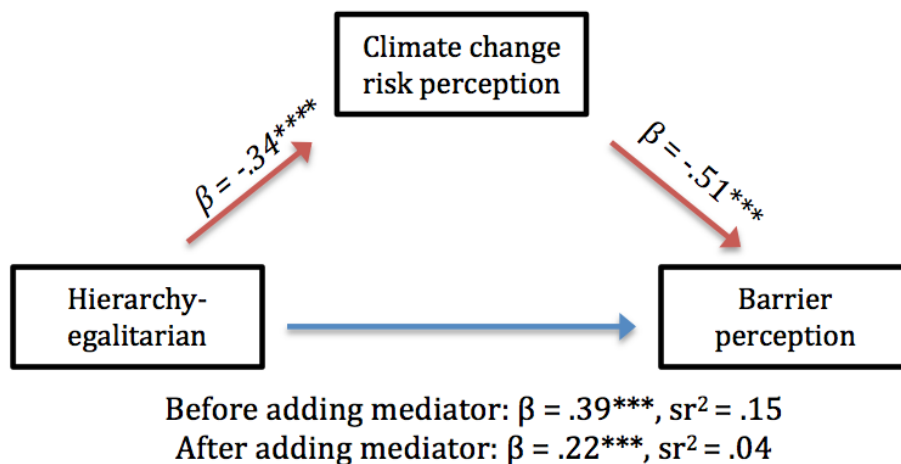 Climate change
risk perception
β = -.34****
β = -.51***
Hierarchy-
egalitarian
Barrier
perception
Before adding mediator: β = .39***, sr² = .15
After adding mediator: β = .22***, sr² = .04